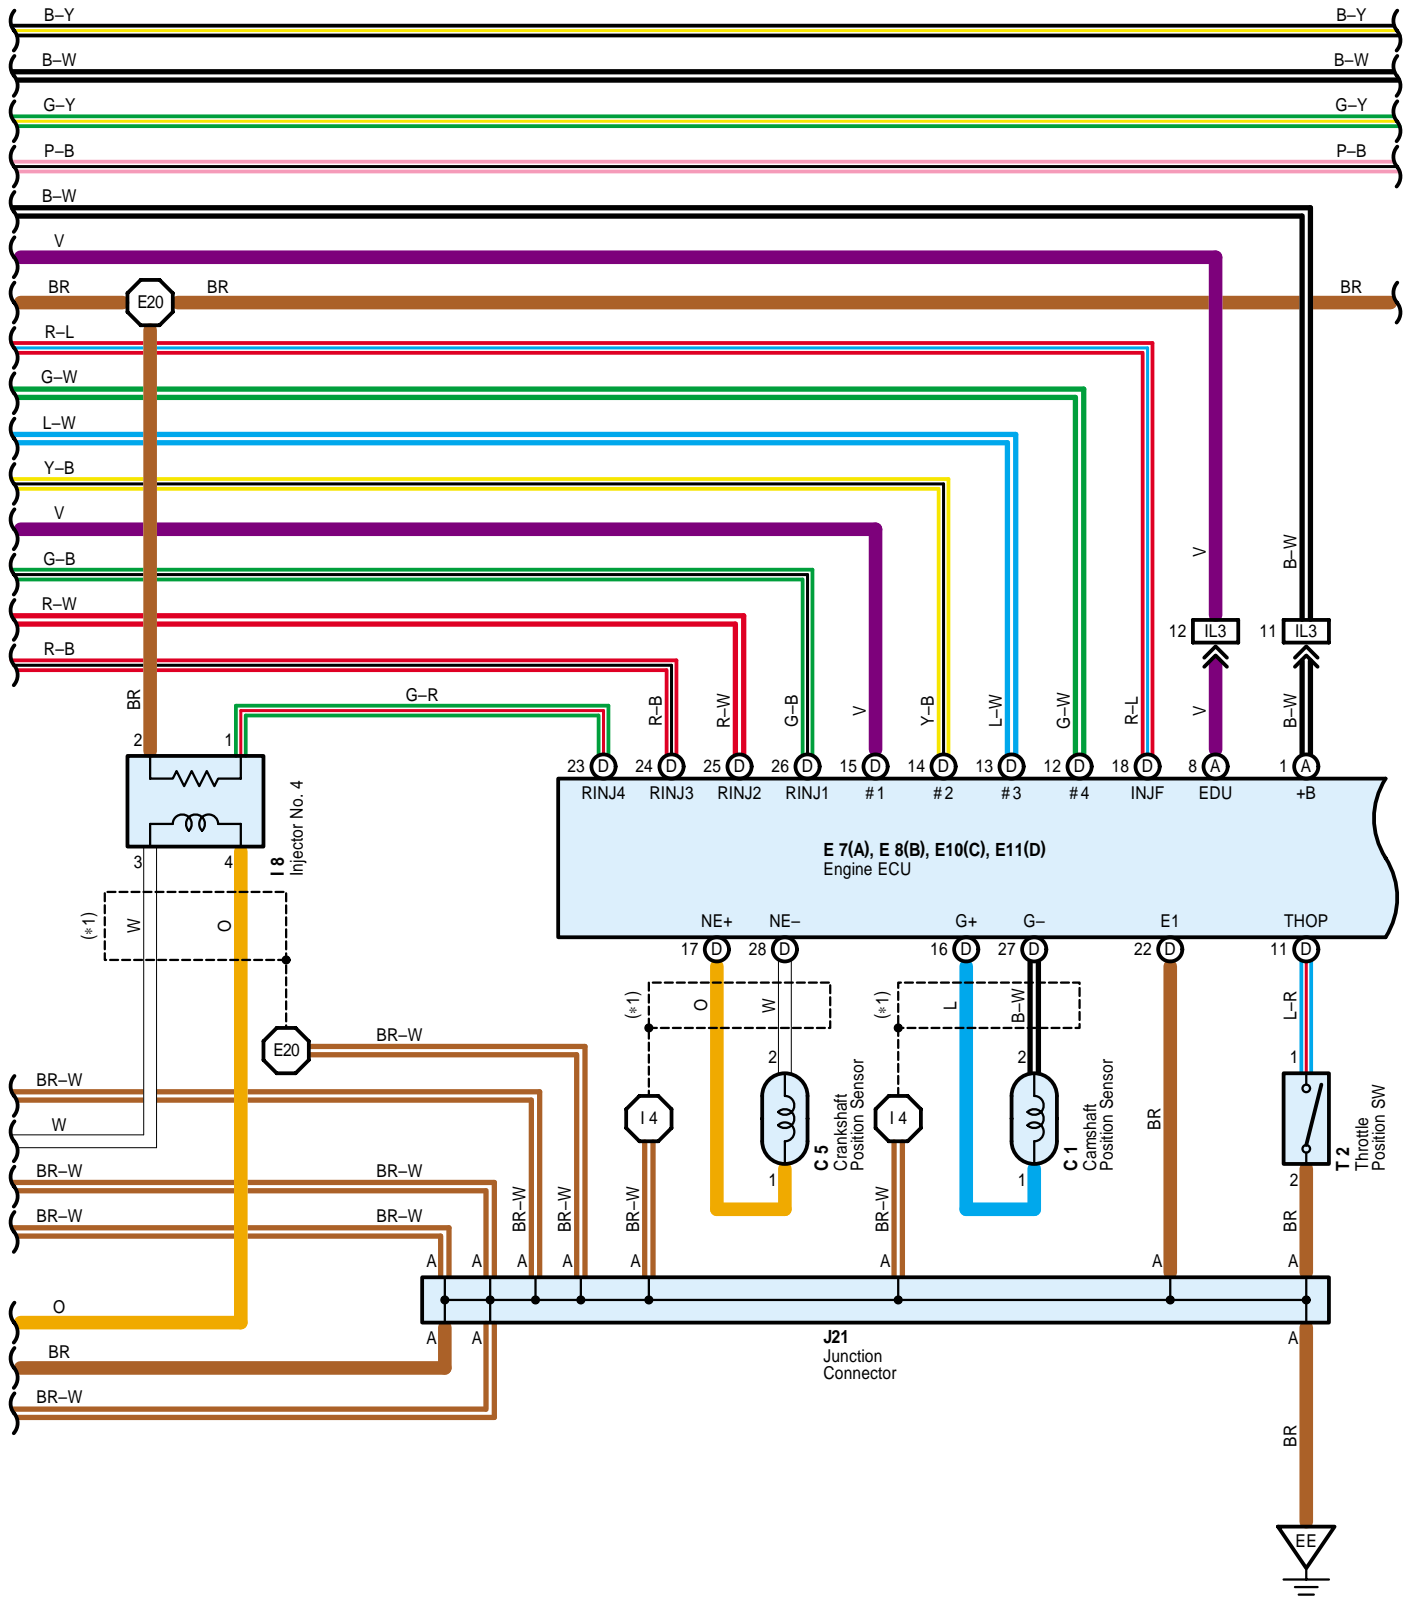 B–Y B–Y
B–W B–W
G–Y G–Y
P–B P–B
B–W
V
BR E20 BR BR
R–L
G–W
L–W
Y–B
V
G–B V B–W
R–W
12 IL3 11 IL3
R–B
BR G–R R–B R–W G–B V Y–B L–W G–W R–L V B–W
2 1
23 D 24 D 25 D 26 D 15 D 14 D 13 D 12 D 18 D 8 A 1 A
RINJ4 RINJ3 RINJ2 RINJ1 #1 #2 #3 #4 INJF EDU +B
I 8
Injector No. 4
E 7(A), E 8(B), E10(C), E11(D)
Engine ECU
3 4
NE+ NE– G+ G– E1 THOP
(*1) W O
17 D 28 D 16 D 27 D 22 D 11 D
(*1) O W (*1) L B–W L–R
E20 BR–W
2 2 1
BR–W
I 4 I 4
W
C 5
Crankshaft
Position Sensor
C 1
Camshaft
Position Sensor
BR
T 2
Throttle
Position SW
BR–W BR–W
1 1 2
BR–W BR–W
BR–W BR–W BR–W BR–W BR
A A A A A A A A
O
BR A A A
J21
Junction
Connector
BR–W
BR
EE